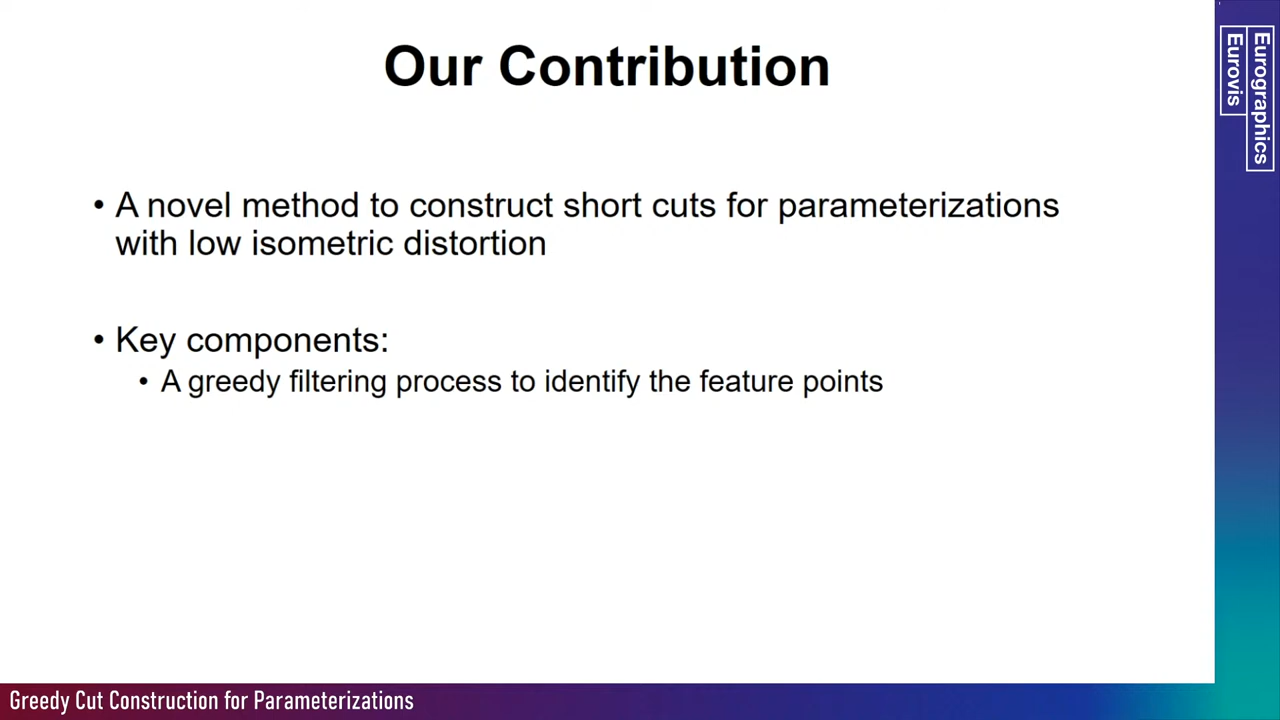 Our Contribution
Eurographics
Eurovis
• A novel method to construct short cuts for parameterizations
with low isometric distortion
• Key components:
• A greedy filtering process to identify the feature points
Greedy Cut Construction for Parameterizations